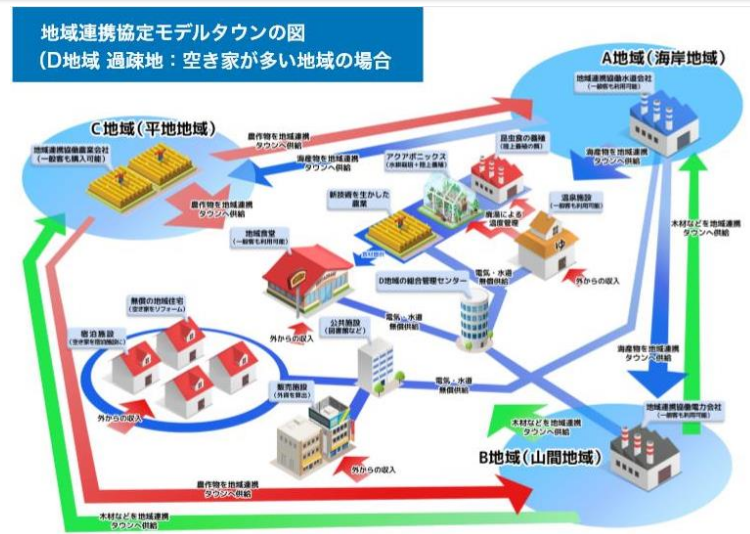 地域連携協定モデルタウンの図
(D地域 過疎地：空き家が多い地域の場合
A地域(海岸地域)
地域連携協働水道会社
(一般客も利用可能)
C地域(平地地域)
地域連携協働農業会社
(一般客も購入可能)
農作物を地域連携
タウンへ供給
海産物を地域連携
タウンへ供給
昆虫食の養殖
(陸上養殖の餌)
アクアポニックス
(水耕栽培+陸上養殖)
海産物を地域連携
タウンへ供給
農作物を地域連携
タウンへ供給
新技術を生かした
農業
廃湯による
温度管理
温泉施設
(一般客も利用可能)
ゆ
木材などを地域連携
タウンへ供給
地域食堂
(一般客も利用可能)
D地域の総合管理センター
電気・水道
無償供給
外からの収入
無償の地域住宅
(空き家をリフォーム)
宿泊施設
(空き家を宿泊施設に)
外からの収入
公共施設
(図書館など)
電気・水道
無償供給
海産物を地域連携
タウンへ供給
販売施設
(外商を貸出)
電気・水道
無償供給
外からの収入
木材などを地域連携
タウンへ供給
地域連携協働電力会社
(一般客も利用可能)
B地域(山間地域)
外からの収入
農作物を地域連携
タウンへ供給
木材などを地域連携
タウンへ供給